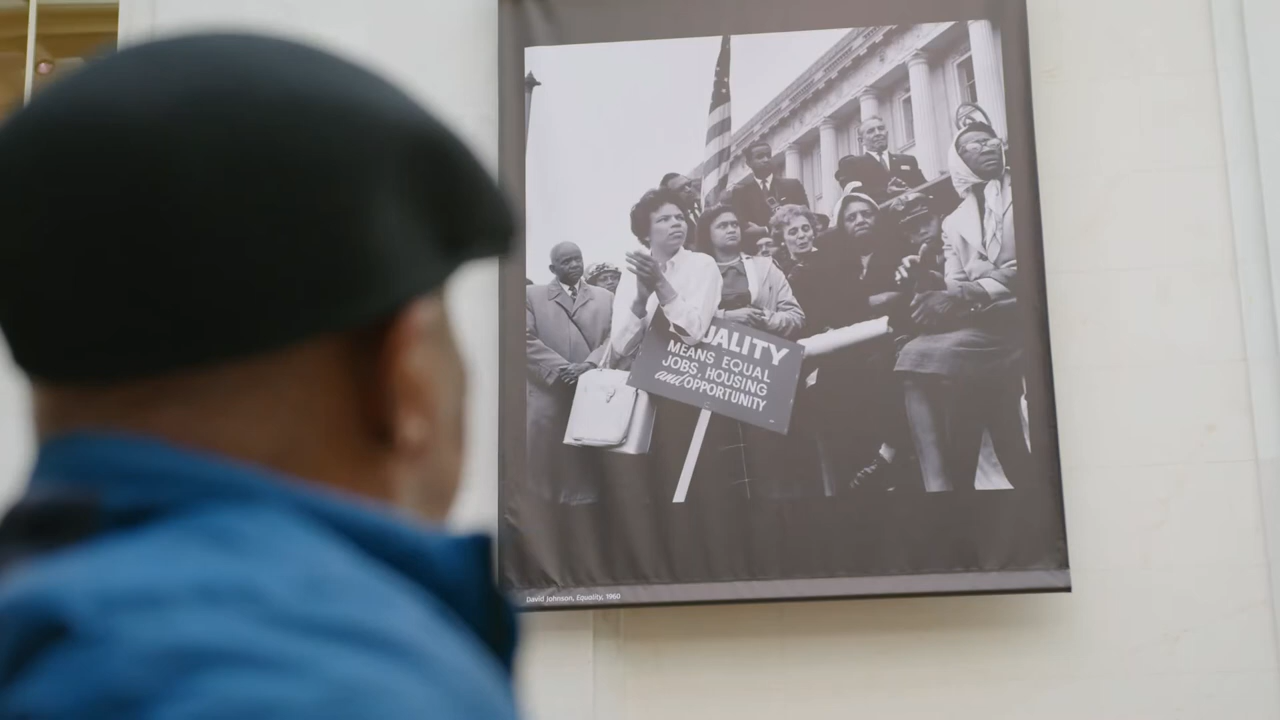 UALITY
MEANS EQUAL
JOBS, HOUSING
and OPPORTUNITY
David Johnson, Equality, 1960